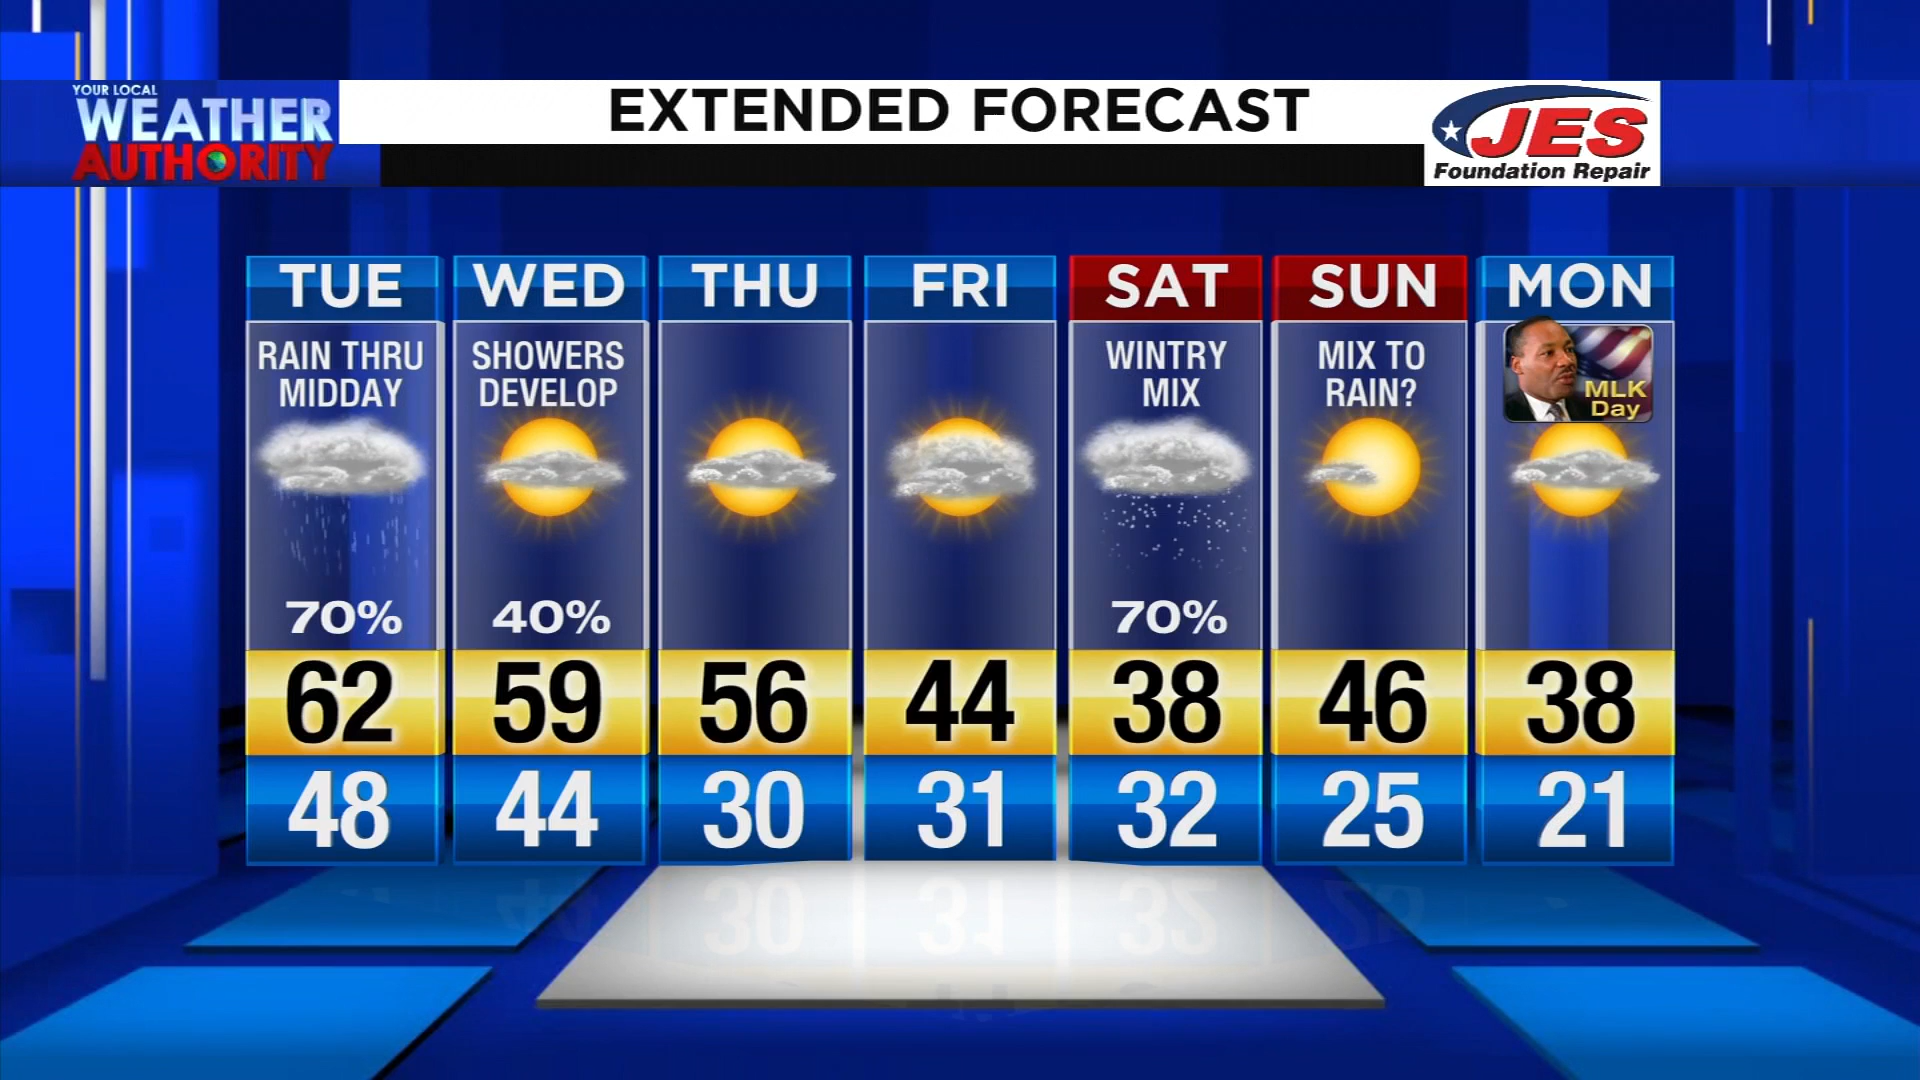 YOUR LOCAL
WEATHER
AUTHORITY
EXTENDED FORECAST
JES
Foundation Repair
TUE WED THU FRI SAT SUN MON
RAIN THRU
MIDDAY
SHOWERS
DEVELOP
WINTRY
MIX
MIX TO
RAIN?
MLK
Day
70% 40% 70%
62 59 56 44 38 46 38
48 44 30 31 32 25 21